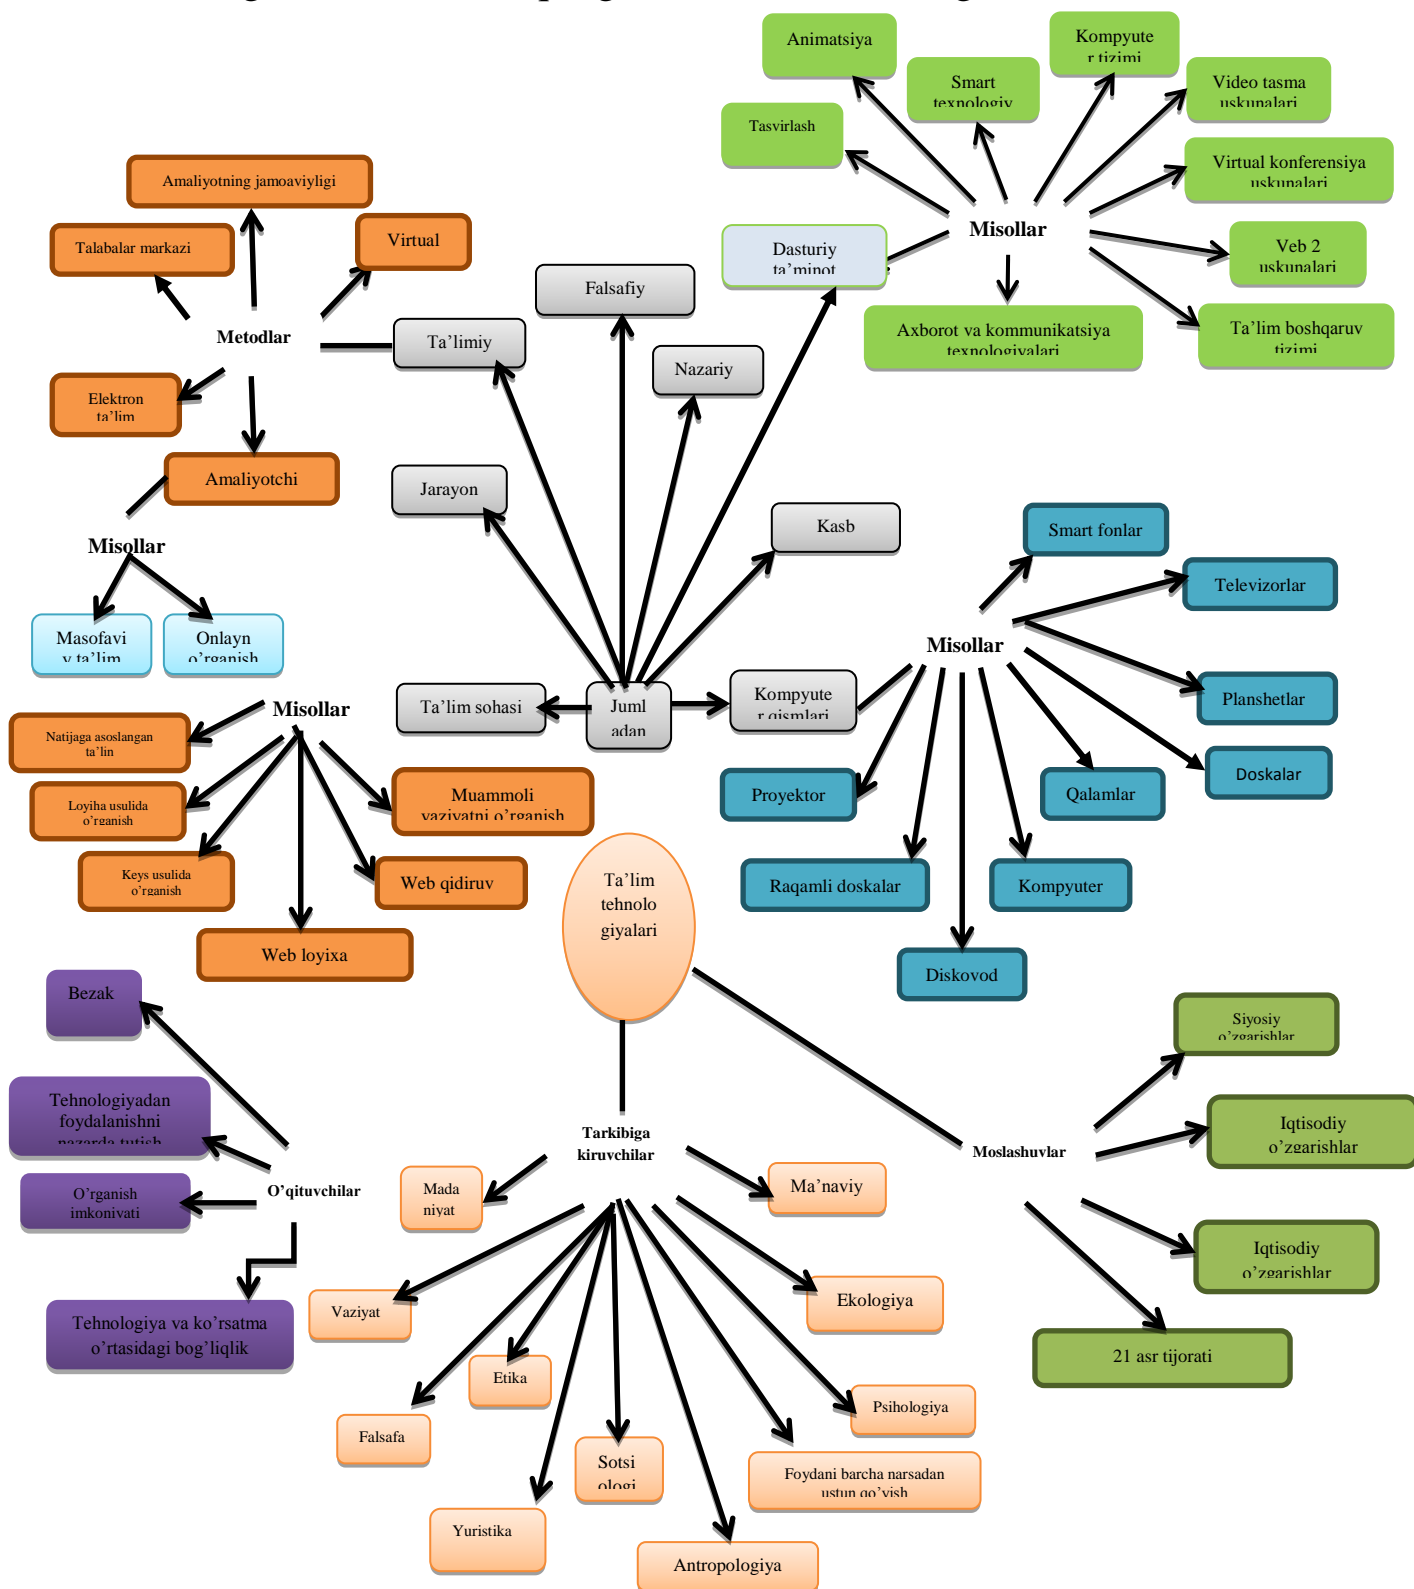 Animatsiya
Kompyute
r tizimi
Smart
texnologiy
Video tasma
uskunalari
Tasvirlash
Virtual konferensiya
uskunalari
Misollar
Veb 2
uskunalari
Dasturiy
ta’minot
Axborot va kommunikatsiya
texnologiyalari
Ta’lim boshqaruv
tizimi
Amaliyotning jamoaviyligi
Talabalar markazi
Virtual
Metodlar
Elektron
ta’lim
Amaliyotchi
Misollar
Masofavi
y ta’lim
Onlayn
o’rganish
Falsafiy
Ta’limiy
Nazariy
Jarayon
Kasb
Ta’lim sohasi
Juml
adan
Kompyute
r qismlari
Smart fonlar
Televizorlar
Misollar
Planshetlar
Doskalar
Qalamlar
Proyektor
Raqamli doskalar
Kompyuter
Diskovod
Misollar
Natijaga asoslangan
ta’lin
Loyiha usulida
o’rganish
Keys usulida
o’rganish
Muammoli
vaziyatni o’rganish
Web qidiruv
Web loyixa
Ta’lim
tehnolo
giyalari
Bezak
Tehnologiyadan
foydalanishni
nazarda tutish
O’rganish
imkoniyati
O’qituvchilar
Tehnologiya va ko’rsatma
o’rtasidagi bog’liqlik
Tarkibiga
kiruvchilar
Mada
niyat
Ma’naviy
Vaziyat
Ekologiya
Etika
Psihologiya
Falsafa
Sotsi
ologi
Foydani barcha narsadan
ustun qo’yish
Yuristika
Antropologiya
Moslashuvlar
Siyosiy
o’zgarishlar
Iqtisodiy
o’zgarishlar
Iqtisodiy
o’zgarishlar
21 asr tijorati